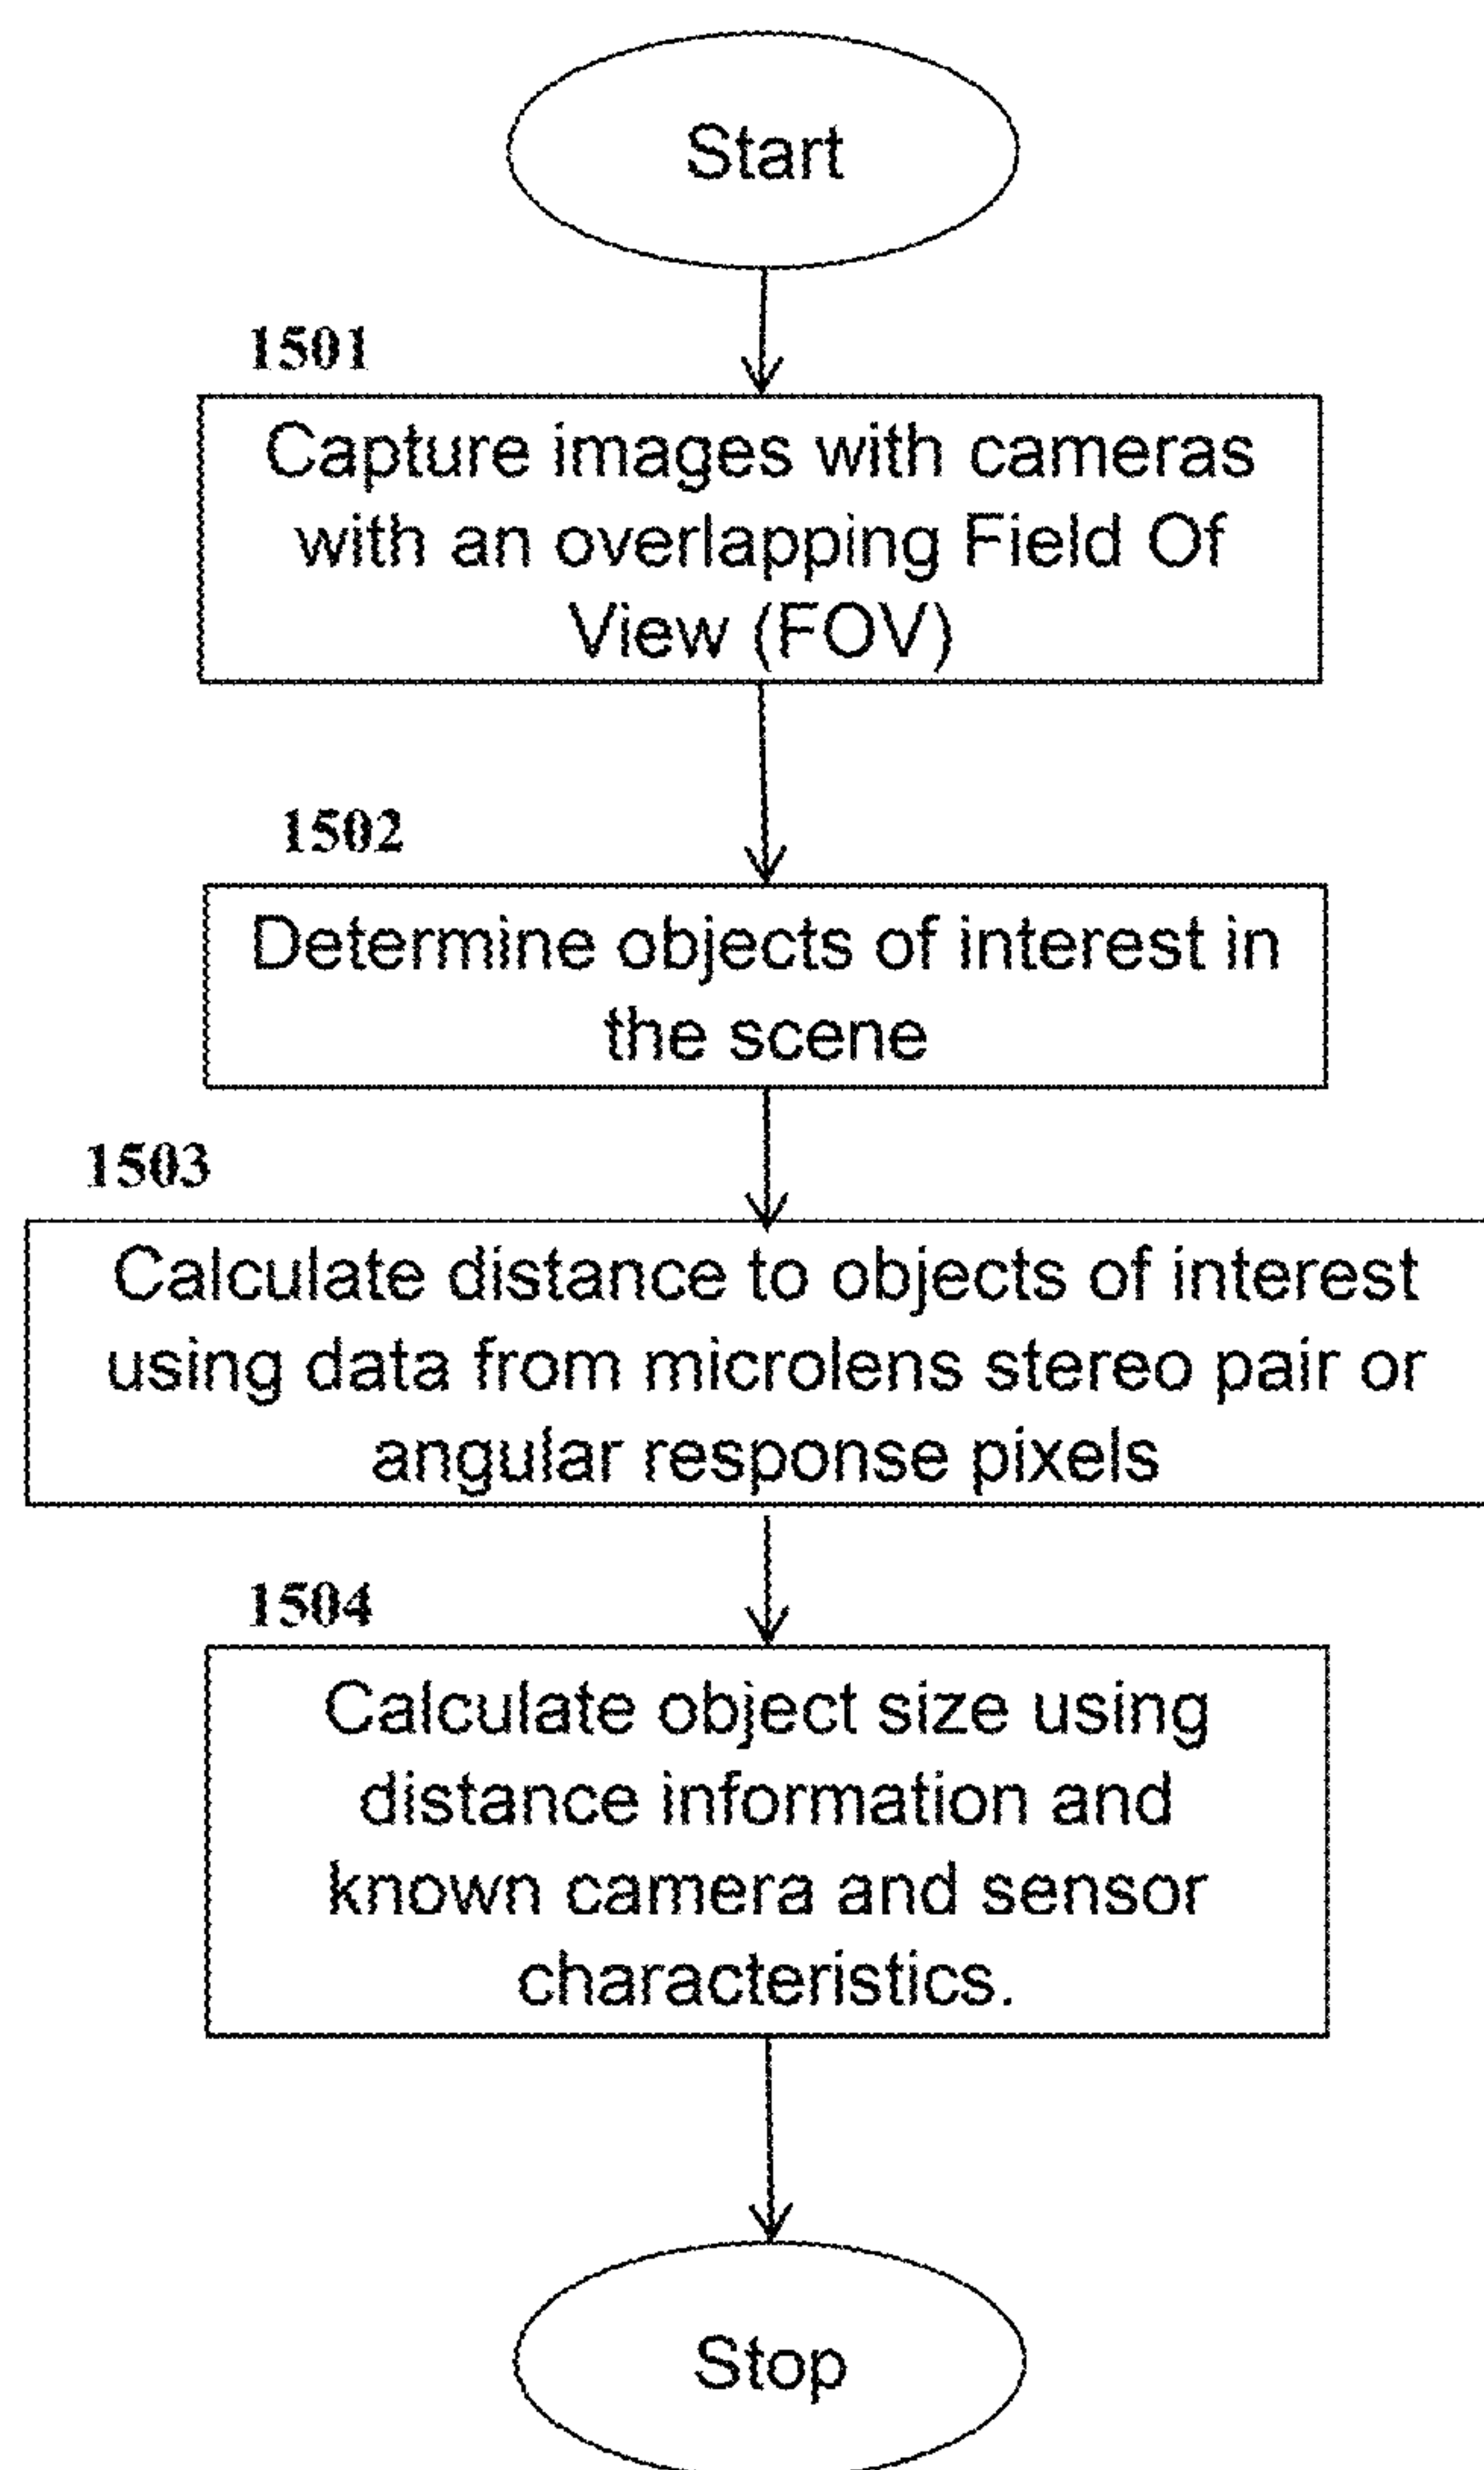 Start
1501
Capture images with cameras
with an overlapping Field Of
View (FOV)
1502
Determine objects of interest in
the scene
1503
Calculate distance to objects of interest
using data from microlens stereo pair or
angular response pixels
1504
Calculate object size using
distance information and
known camera and sensor
characteristics.
Stop